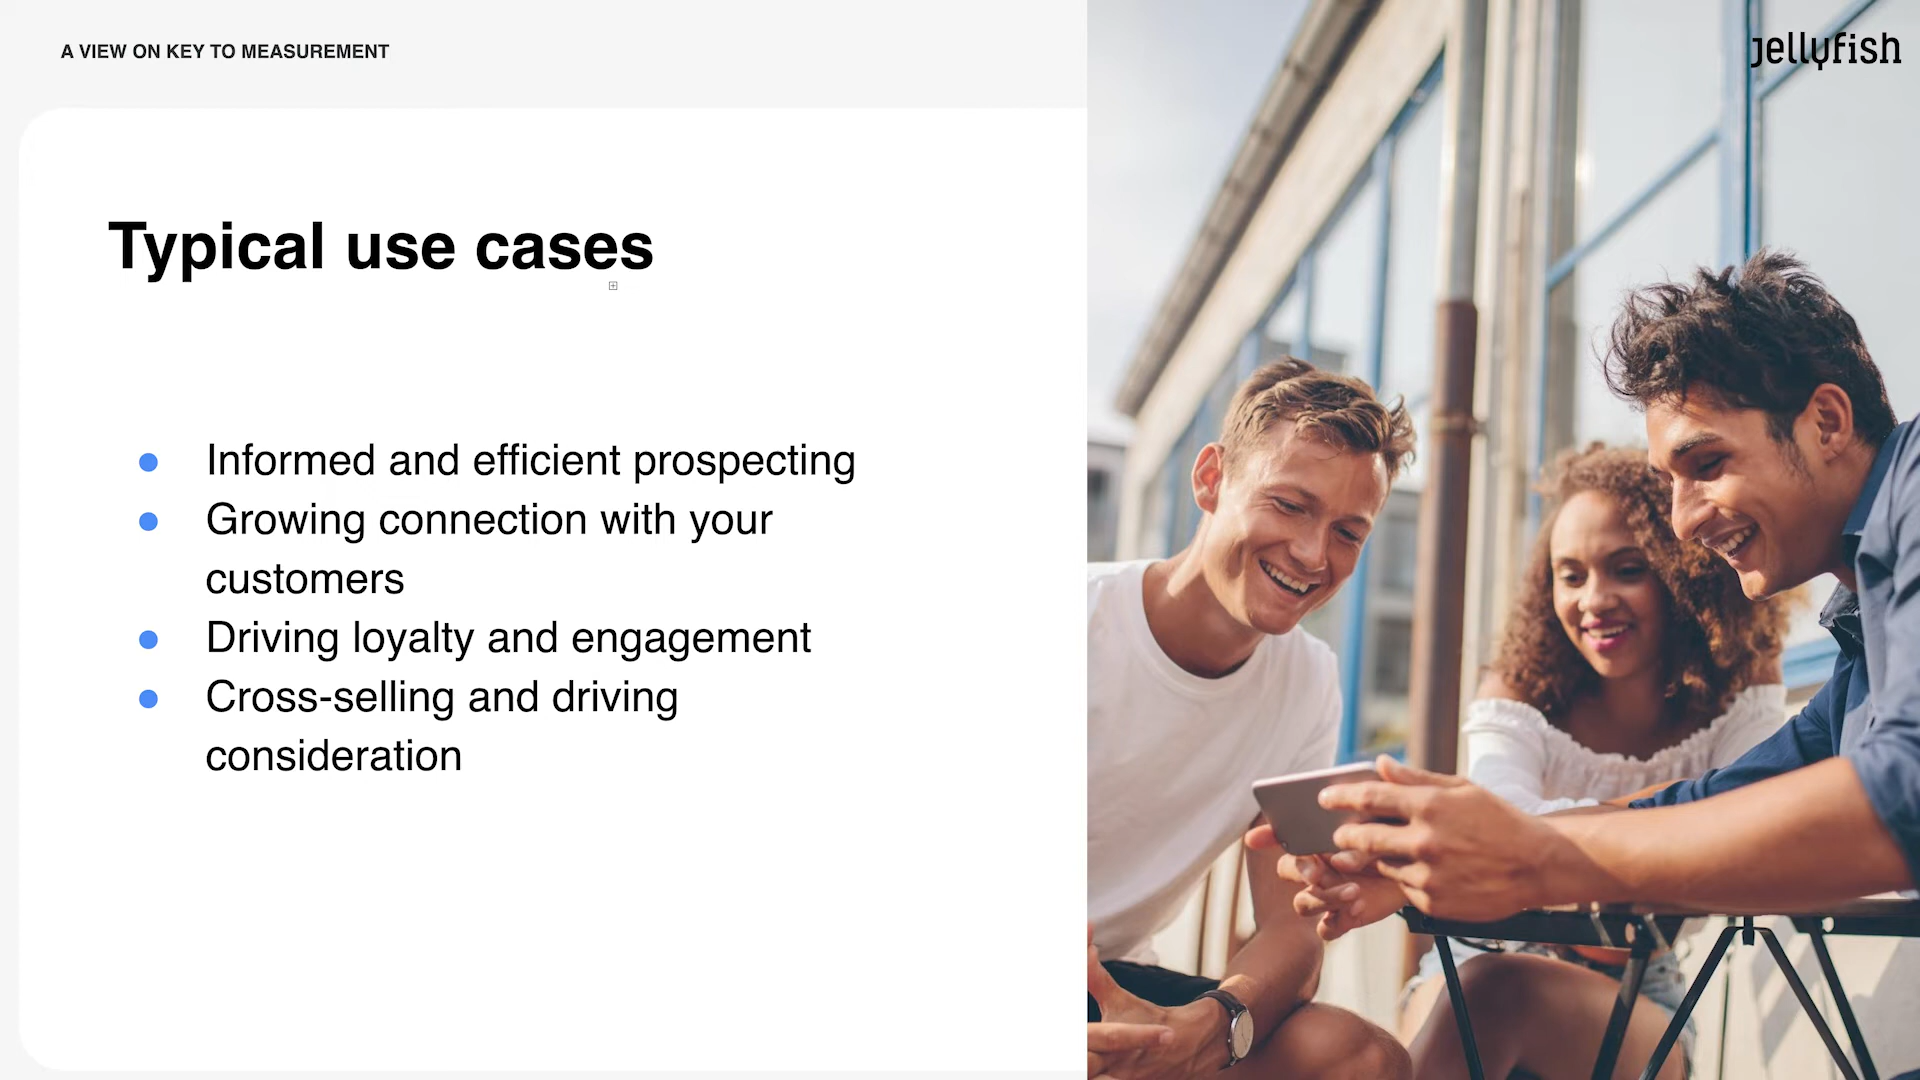 A VIEW ON KEY TO MEASUREMENT
jellyfish
Typical use cases
Informed and efficient prospecting
Growing connection with your
customers
Driving loyalty and engagement
Cross-selling and driving
consideration